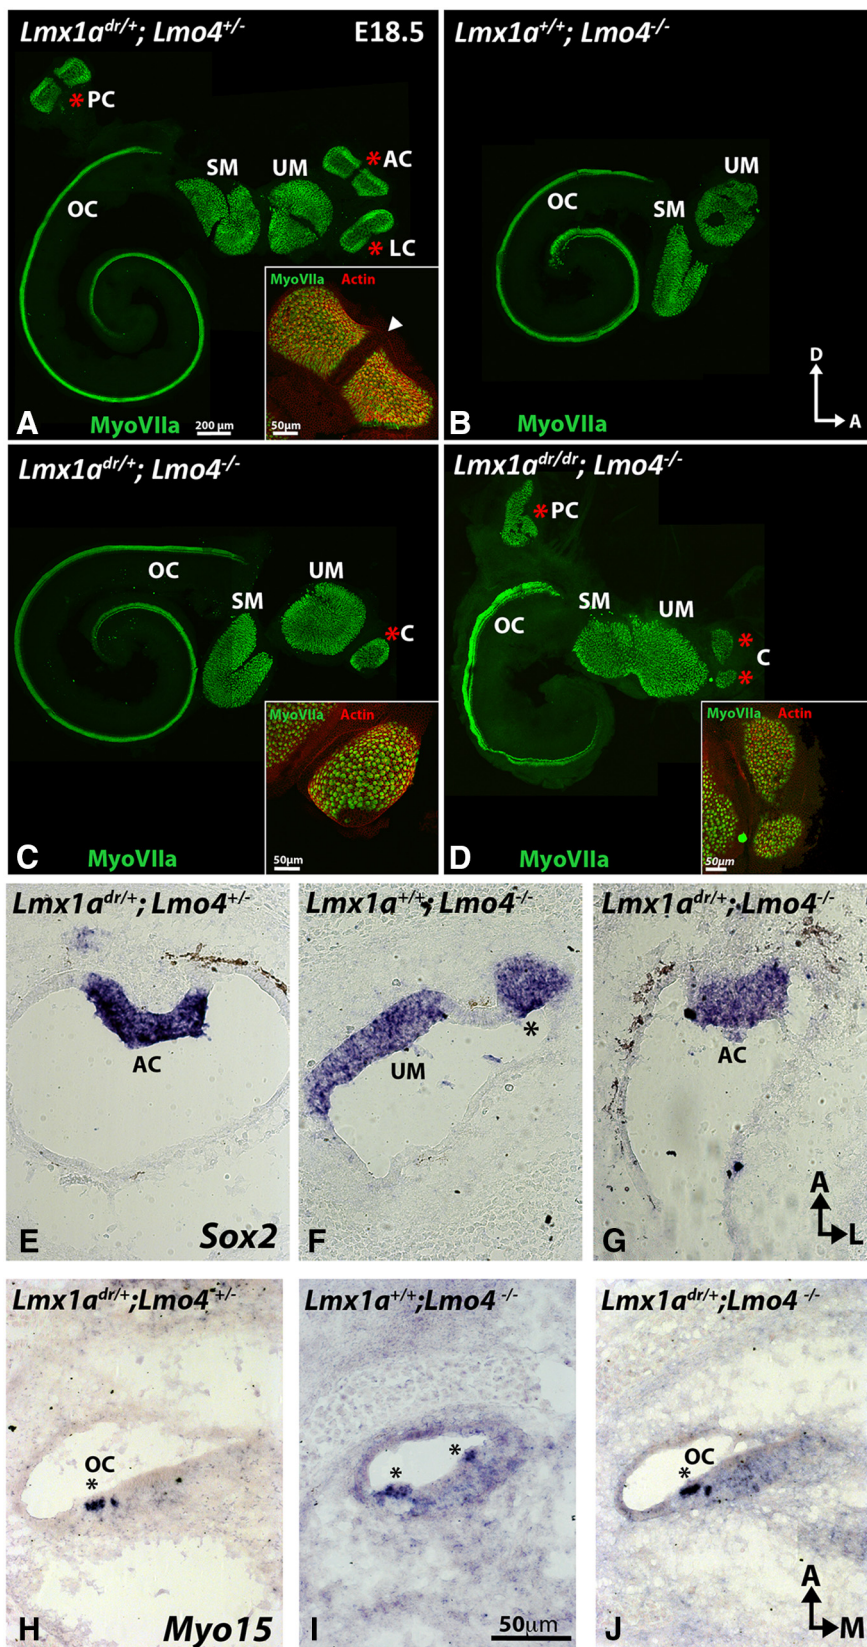 Lmx1a^dr/+; Lmo4^+/-
E18.5
* PC
SM
UM
* AC
OC
* LC
MyoVIIa Actin
A
MyoVIIa
200 µm
50µm
Lmx1a^+/+; Lmo4^-/-
UM
OC
SM
D
A
B
MyoVIIa
Lmx1a^dr/+; Lmo4^-/-
OC
UM
SM
*C
MyoVIIa Actin
C
MyoVIIa
50µm
Lmx1a^dr/dr; Lmo4^-/-
* PC
SM
UM
OC
*
C
*
MyoVIIa Actin
D
MyoVIIa
50µm
Lmx1a^dr/+; Lmo4^+/-
AC
E
Sox2
Lmx1a^+/+; Lmo4^-/-
*
UM
F
Lmx1a^dr/+; Lmo4^-/-
AC
A
L
G
Lmx1a^dr/+;Lmo4^+/-
OC
*
H
Myo15
Lmx1a^+/+;Lmo4^-/-
*
*
I
50µm
Lmx1a^dr/+;Lmo4^-/-
OC
*
A
M
J